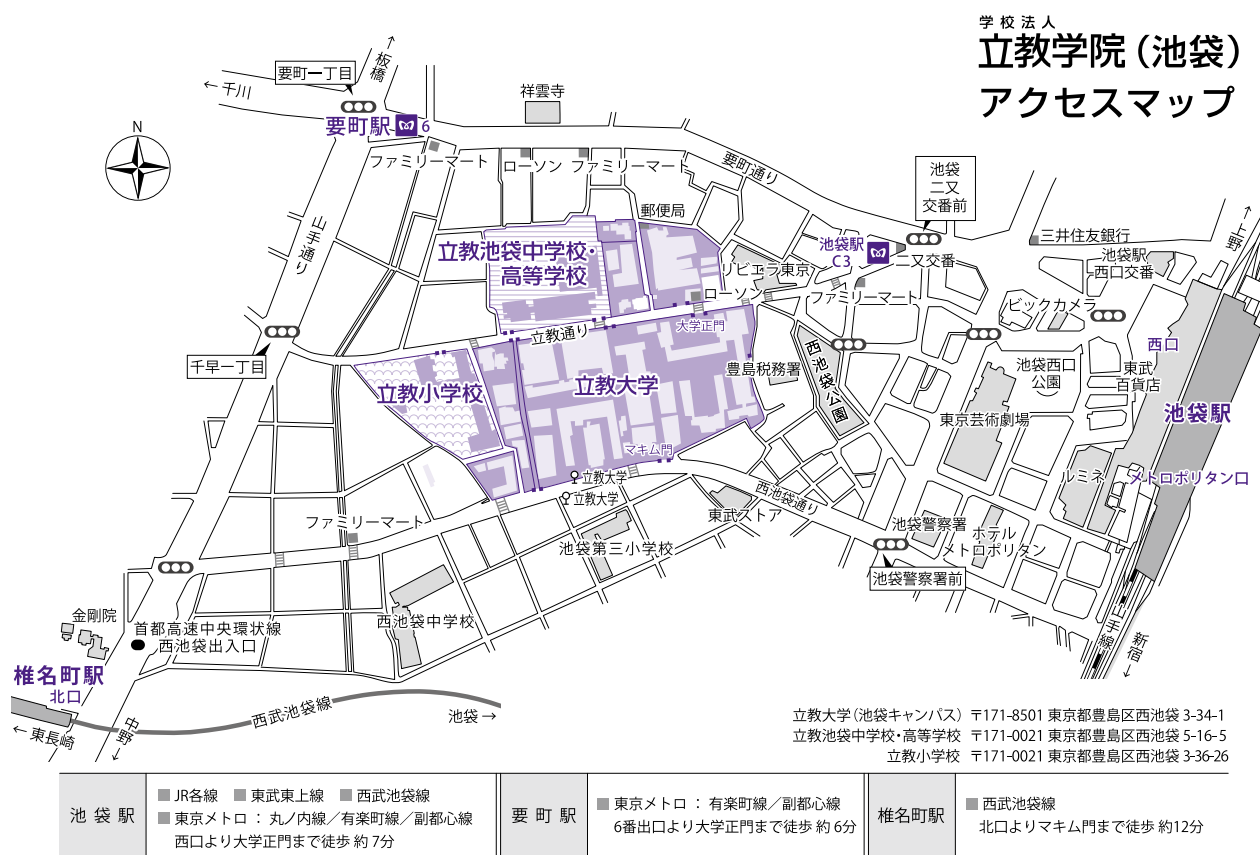 学校法人
立教学院（池袋）
アクセスマップ
↑板橋
要町一丁目
← 千川
祥雲寺
要町駅 6
N
ファミリーマート
ローソン
ファミリーマート
要町通り
池袋
二又
交番前
山手通り
郵便局
↑上野
三井住友銀行
立教池袋中学校・
高等学校
池袋駅
C3
二又交番
池袋駅
西口交番
リビエラ東京
ローソン
ファミリーマート
ビックカメラ
大学正門
立教通り
西口
千早一丁目
豊島税務署
西池袋公園
池袋西口
公園
東武
百貨店
立教小学校
立教大学
池袋駅
東京芸術劇場
マキム門
立教大学
立教大学
ルミネ
メトロポリタン口
西池袋通り
東武ストア
ファミリーマート
池袋警察署
ホテル
メトロポリタン
池袋第三小学校
池袋警察署前
金剛院
首都高速中央環状線
西池袋出入口
西池袋中学校
山手線
新宿→
椎名町駅
北口
西武池袋線
池袋 →
← 東長崎
中野→
立教大学（池袋キャンパス） 〒171-8501 東京都豊島区西池袋 3-34-1
立教池袋中学校・高等学校 〒171-0021 東京都豊島区西池袋 5-16-5
立教小学校 〒171-0021 東京都豊島区西池袋 3-36-26
池袋駅
■ JR各線 ■ 東武東上線 ■ 西武池袋線
■ 東京メトロ ： 丸ノ内線／有楽町線／副都心線
西口より大学正門まで徒歩 約 7分
要町駅
■ 東京メトロ ： 有楽町線／副都心線
6番出口より大学正門まで徒歩 約 6分
椎名町駅
■ 西武池袋線
北口よりマキム門まで徒歩 約12分